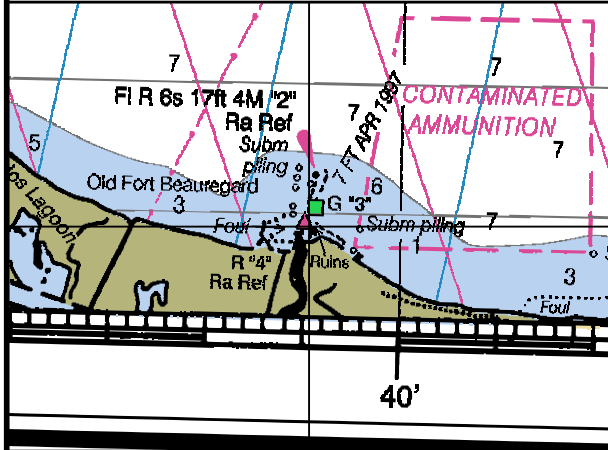 7
7
Fl R 6s 17ft 4M "2"
Ra Ref
7
7 FT APR 1997
CONTAMINATED
AMMUNITION
7
Subm
piling
5
Old Fort Beauregard
6
3
G "3"
Foul
Subm piling
7
1
Lagoon
R "4"
Ra Ref
Ruins
3
Foul
40'